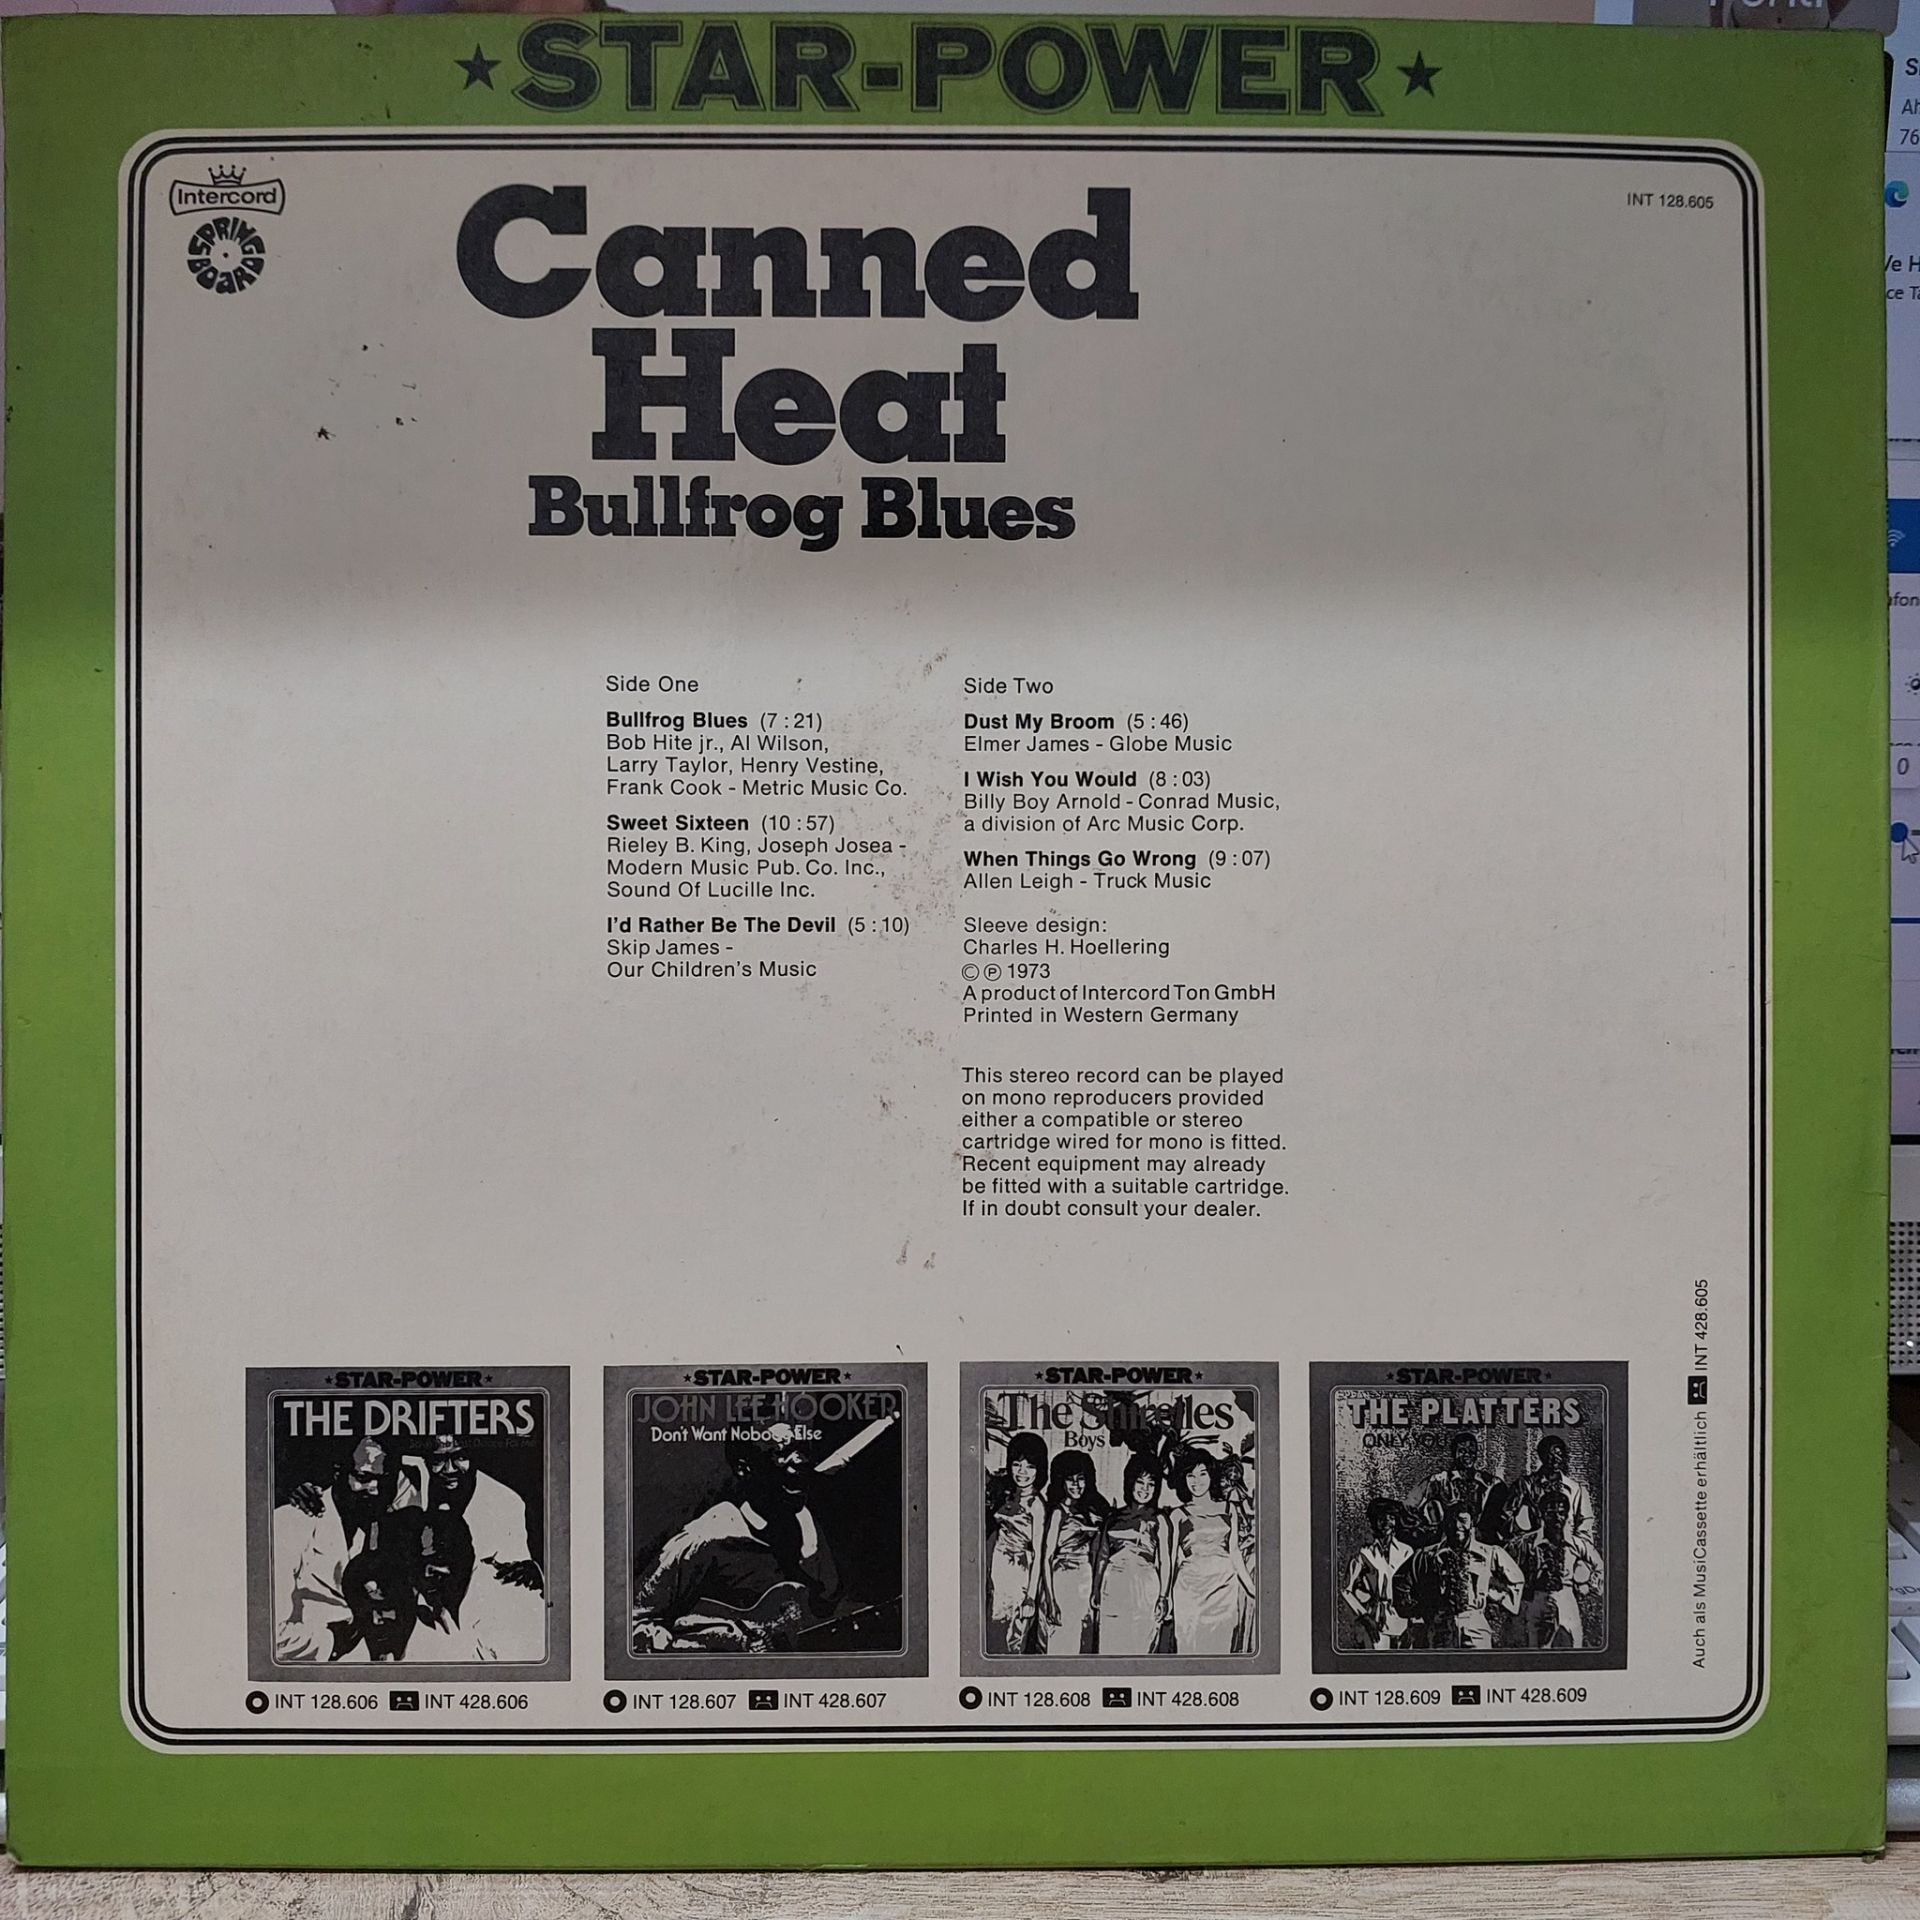 ★STAR-POWER★
Intercord
SPRING
BOARD
INT 128.605
Canned
Heat
Bullfrog Blues
Side One
Bullfrog Blues (7:21)
Bob Hite jr., Al Wilson,
Larry Taylor, Henry Vestine,
Frank Cook - Metric Music Co.
Sweet Sixteen (10:57)
Rieley B. King, Joseph Josea -
Modern Music Pub. Co. Inc.,
Sound Of Lucille Inc.
I'd Rather Be The Devil (5:10)
Skip James -
Our Children's Music
Side Two
Dust My Broom (5:46)
Elmer James - Globe Music
I Wish You Would (8:03)
Billy Boy Arnold - Conrad Music,
a division of Arc Music Corp.
When Things Go Wrong (9:07)
Allen Leigh - Truck Music
Sleeve design:
Charles H. Hoellering
© ℗ 1973
A product of Intercord Ton GmbH
Printed in Western Germany
This stereo record can be played
on mono reproducers provided
either a compatible or stereo
cartridge wired for mono is fitted.
Recent equipment may already
be fitted with a suitable cartridge.
If in doubt consult your dealer.
Auch als MusiCassette erhältlich INT 428.605
★STAR-POWER★
THE DRIFTERS
INT 128.606 INT 428.606
★STAR-POWER★
JOHN LEE HOOKER
Don't Want Nobody Else
INT 128.607 INT 428.607
★STAR-POWER★
The Shirelles
Boys
INT 128.608 INT 428.608
★STAR-POWER★
THE PLATTERS
ONLY YOU
INT 128.609 INT 428.609